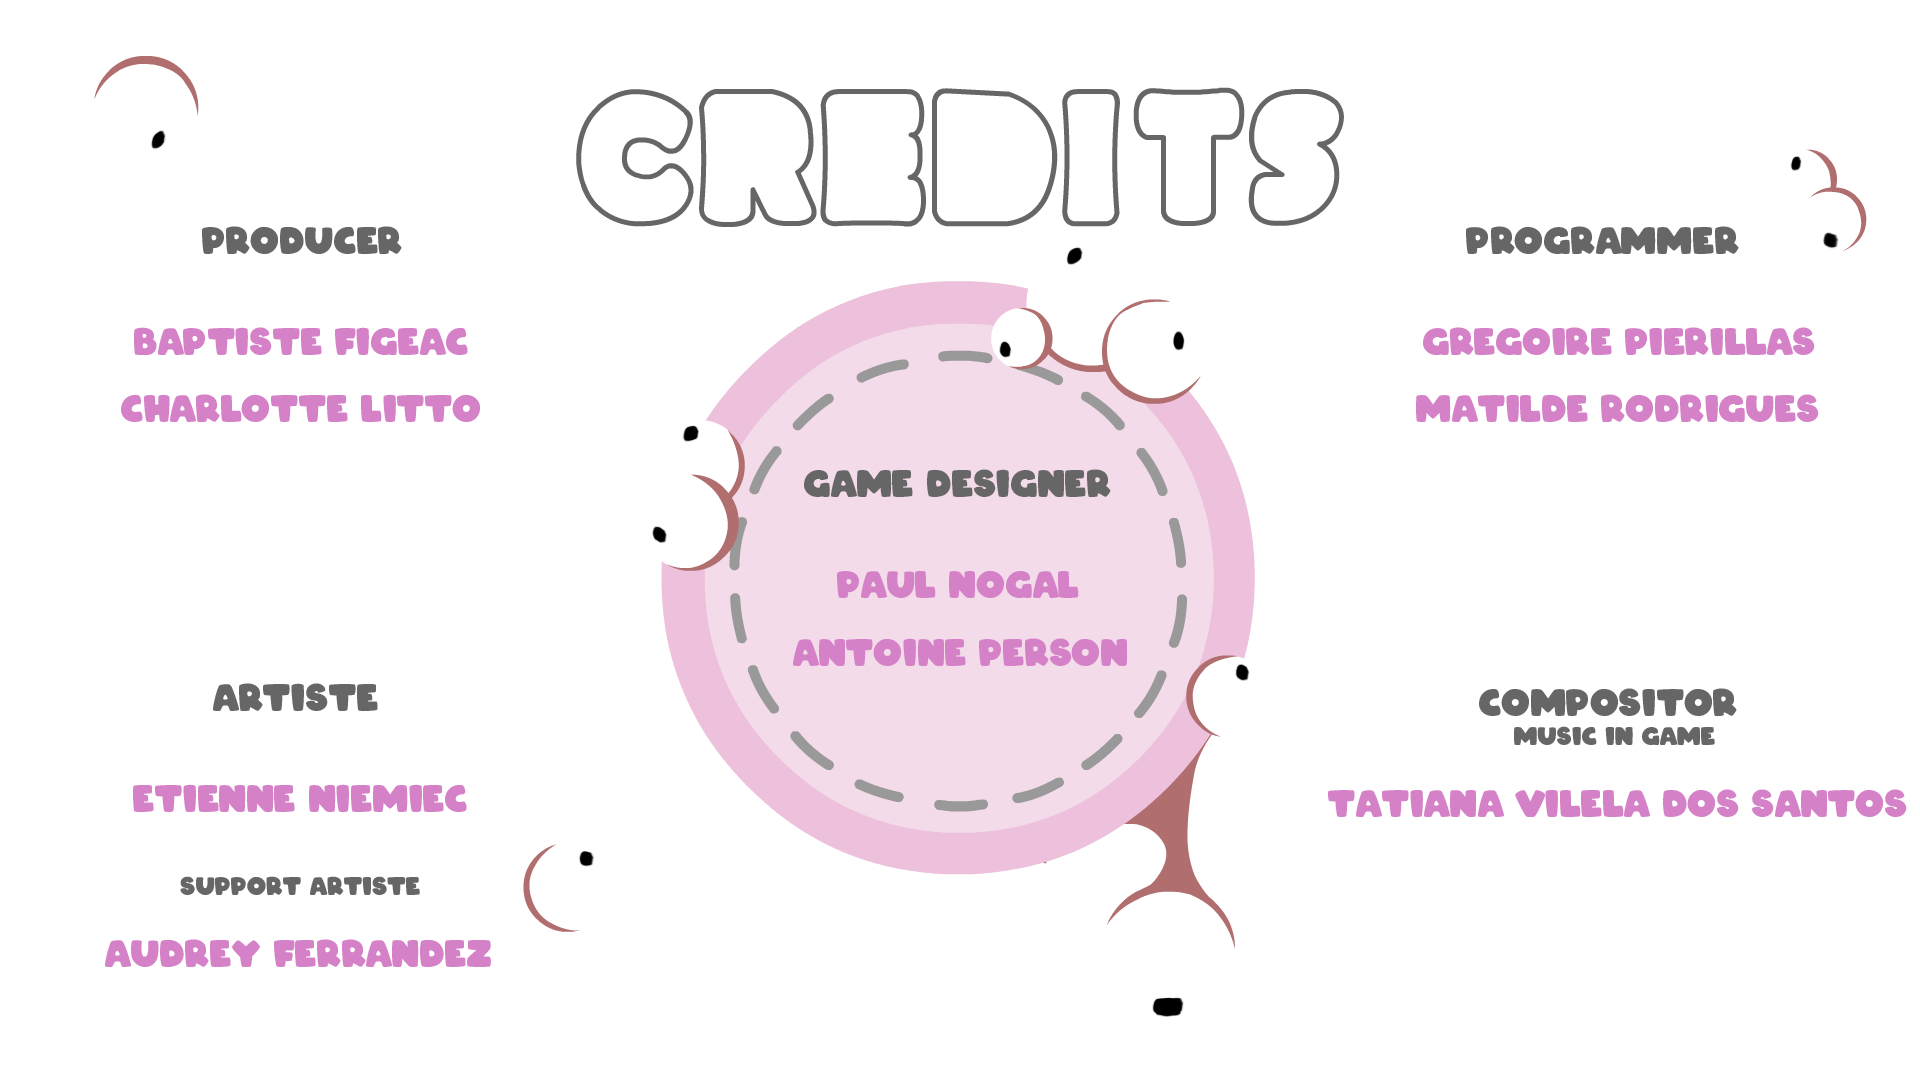 CREDITS
PRODUCER
BAPTISTE FIGEAC
CHARLOTTE LITTO
PROGRAMMER
GREGOIRE PIERILLAS
MATILDE RODRIGUES
GAME DESIGNER
PAUL NOGAL
ANTOINE PERSON
ARTISTE
ETIENNE NIEMIEC
SUPPORT ARTISTE
AUDREY FERRANDEZ
COMPOSITOR
MUSIC IN GAME
TATIANA VILELA DOS SANTOS